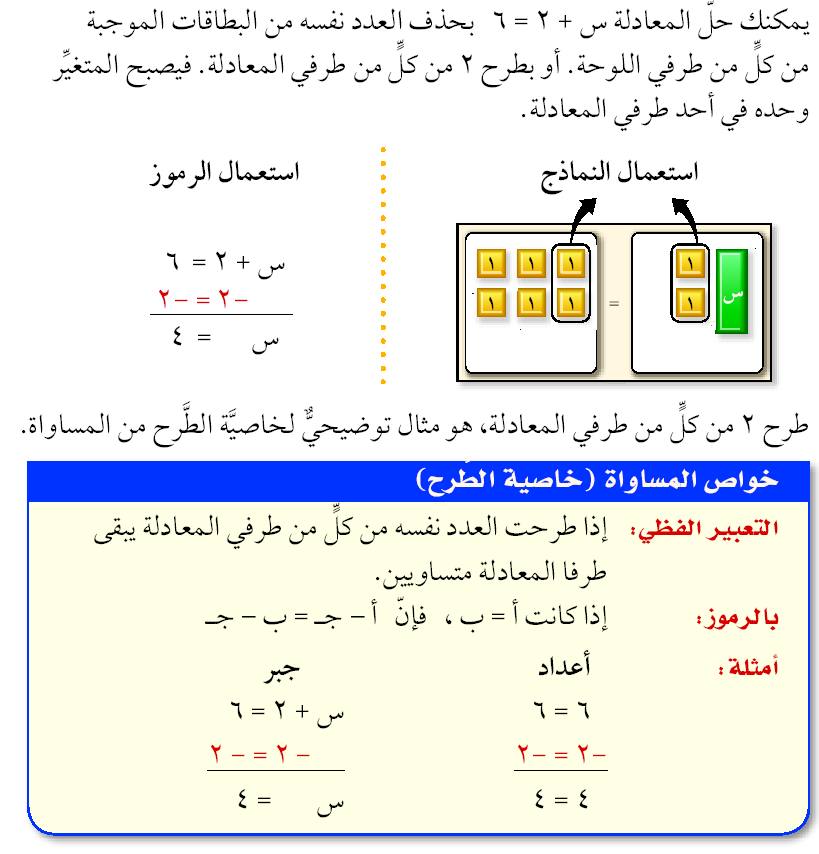 يمكنك حلّ المعادلة س + ٢ = ٦ بحذف العدد نفسه من البطاقات الموجبة
من كلٍّ من طرفي اللوحة. أو بطرح ٢ من كلٍّ من طرفي المعادلة. فيصبح المتغيِّر
وحده في أحد طرفي المعادلة.
استعمال النماذج
س ١ = ١ ١ ١
١ ١ ١ ١
استعمال الرموز
س + ٢ = ٦
−٢ = −٢
س = ٤
طرح ٢ من كلٍّ من طرفي المعادلة، هو مثال توضيحيٌّ لخاصيَّة الطَّرح من المساواة.
خواص المساواة (خاصية الطَّرح)
التعبير الفظي: إذا طرحت العدد نفسه من كلٍّ من طرفي المعادلة يبقى
طرفا المعادلة متساويين.
بالرموز: إذا كانت أ = ب ، فإنّ أ − جـ = ب − جـ
أمثلة: أعداد جبر
٦ = ٦ س + ٢ = ٦
−٢ = −٢ − ٢ = − ٢
٤ = ٤ س = ٤